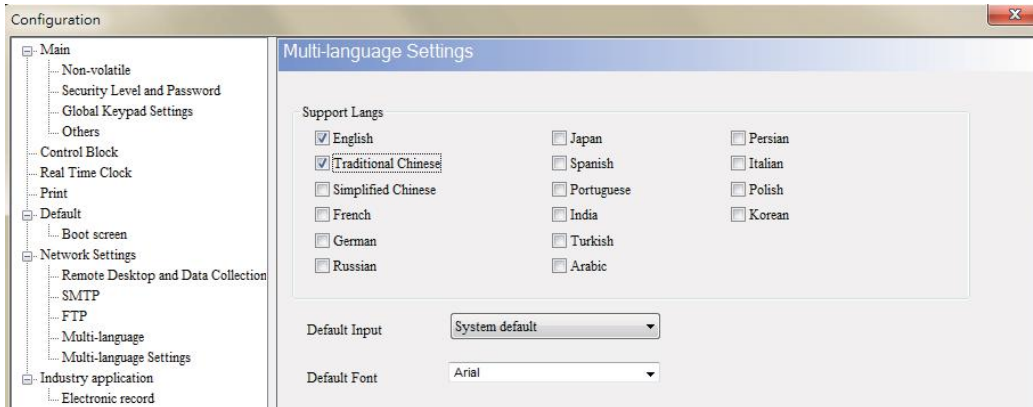 Configuration
Main
Non-volatile
Security Level and Password
Global Keypad Settings
Others
Control Block
Real Time Clock
Print
Default
Boot screen
Network Settings
Remote Desktop and Data Collection
SMTP
FTP
Multi-language
Multi-language Settings
Industry application
Electronic record
Multi-language Settings
Support Langs
English
Japan
Persian
Traditional Chinese
Spanish
Italian
Simplified Chinese
Portuguese
Polish
French
India
Korean
German
Turkish
Russian
Arabic
Default Input
System default
Default Font
Arial